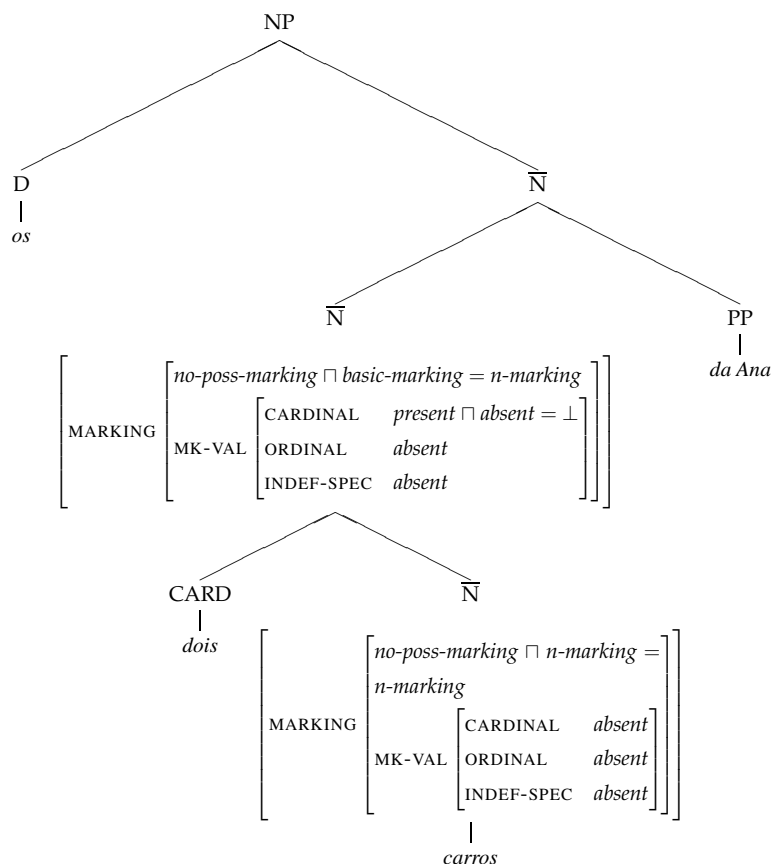 NP
D
N̅
os
N̅
PP
da Ana
no-poss-marking ⊓ basic-marking = n-marking
MARKING
MK-VAL
CARDINAL present ⊓ absent = ⊥
ORDINAL absent
INDEF-SPEC absent
CARD
N̅
dois
no-poss-marking ⊓ n-marking =
n-marking
MARKING
MK-VAL
CARDINAL absent
ORDINAL absent
INDEF-SPEC absent
carros